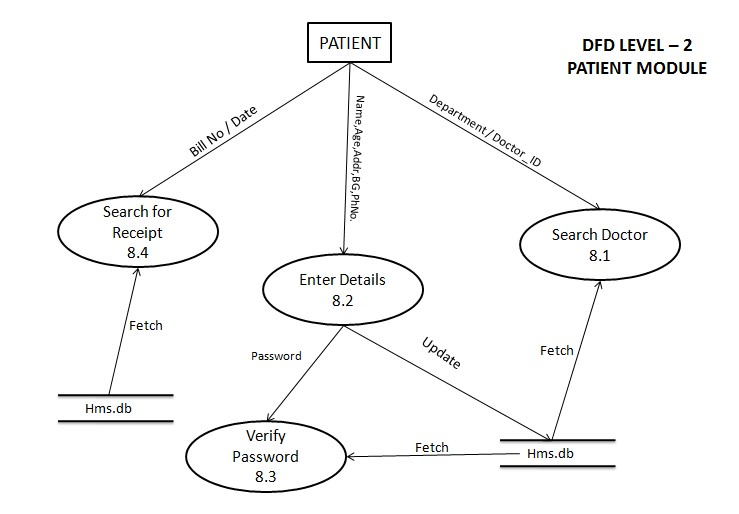 PATIENT
DFD LEVEL – 2
PATIENT MODULE
Bill No / Date
Name,Age,Addr,BG,PhNo.
Department/ Doctor_ID
Search for
Receipt
8.4
Search Doctor
8.1
Enter Details
8.2
Fetch
Password
Update
Fetch
Hms.db
Verify
Password
8.3
Fetch
Hms.db